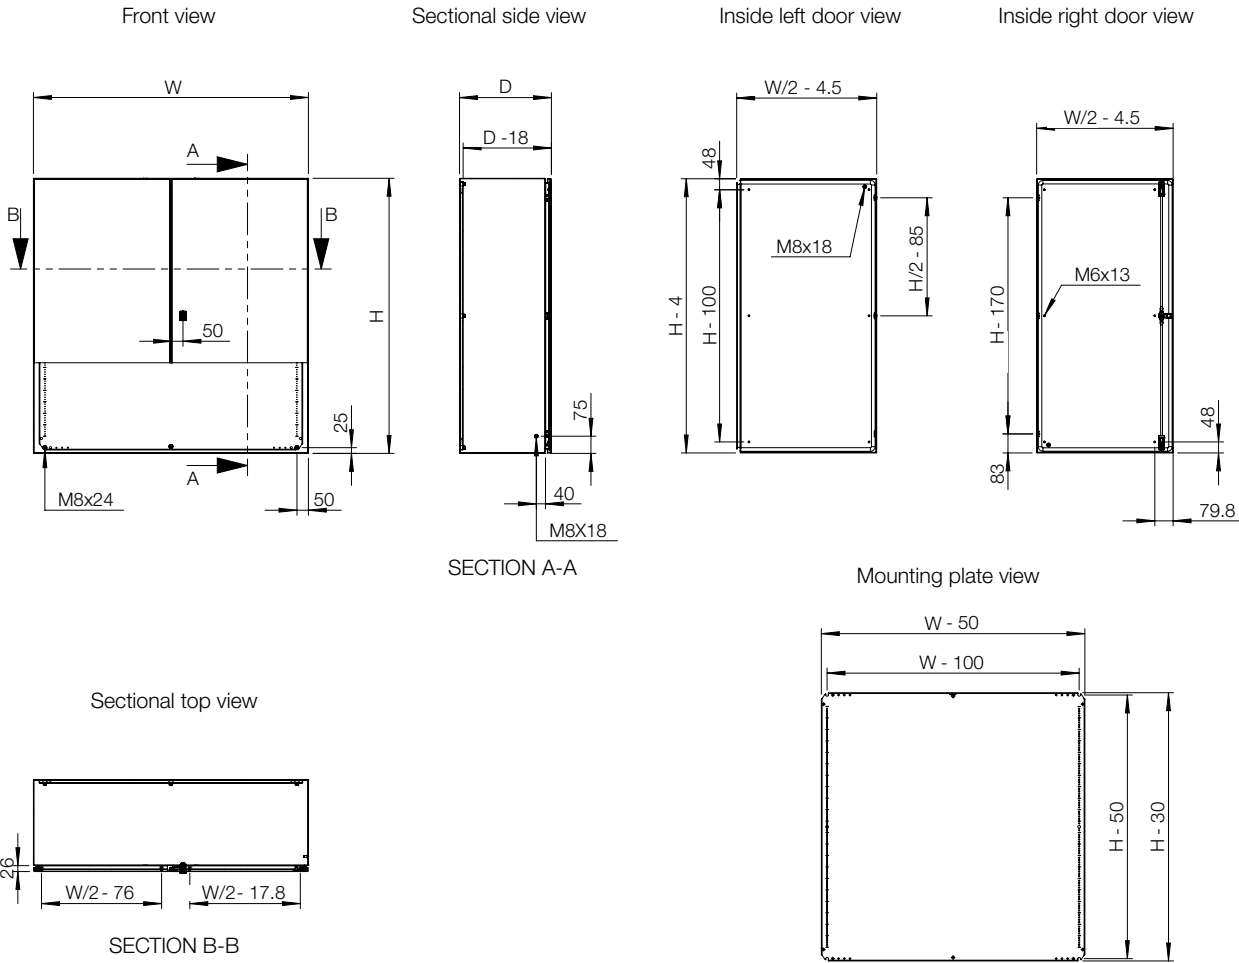 Front view
Sectional side view
Inside left door view
Inside right door view
W
D
W/2 - 4.5
W/2 - 4.5
D -18
A
48
B
B
H
50
25
A
M8x24
50
75
40
M8X18
SECTION A-A
H - 4
H - 100
M8x18
H/2 - 85
H - 170
M6x13
48
83
79.8
Mounting plate view
W - 50
W - 100
H - 50
H - 30
Sectional top view
26
W/2 - 76
W/2 - 17.8
SECTION B-B